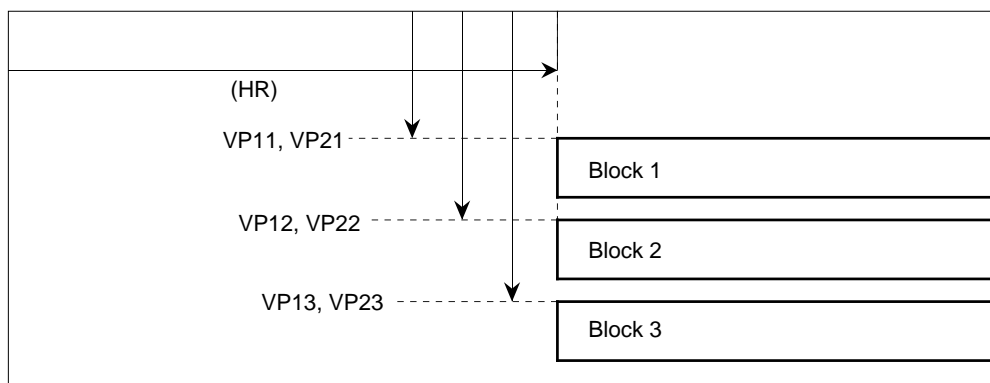 (HR)
VP11, VP21
Block 1
VP12, VP22
Block 2
VP13, VP23
Block 3